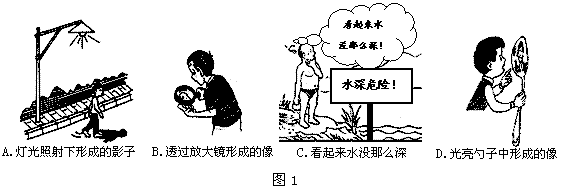 看起来水
没那么深！
水深危险！
A.灯光照射下形成的影子
B.透过放大镜形成的像
C.看起来水没那么深
D.光亮勺子中形成的像
图1